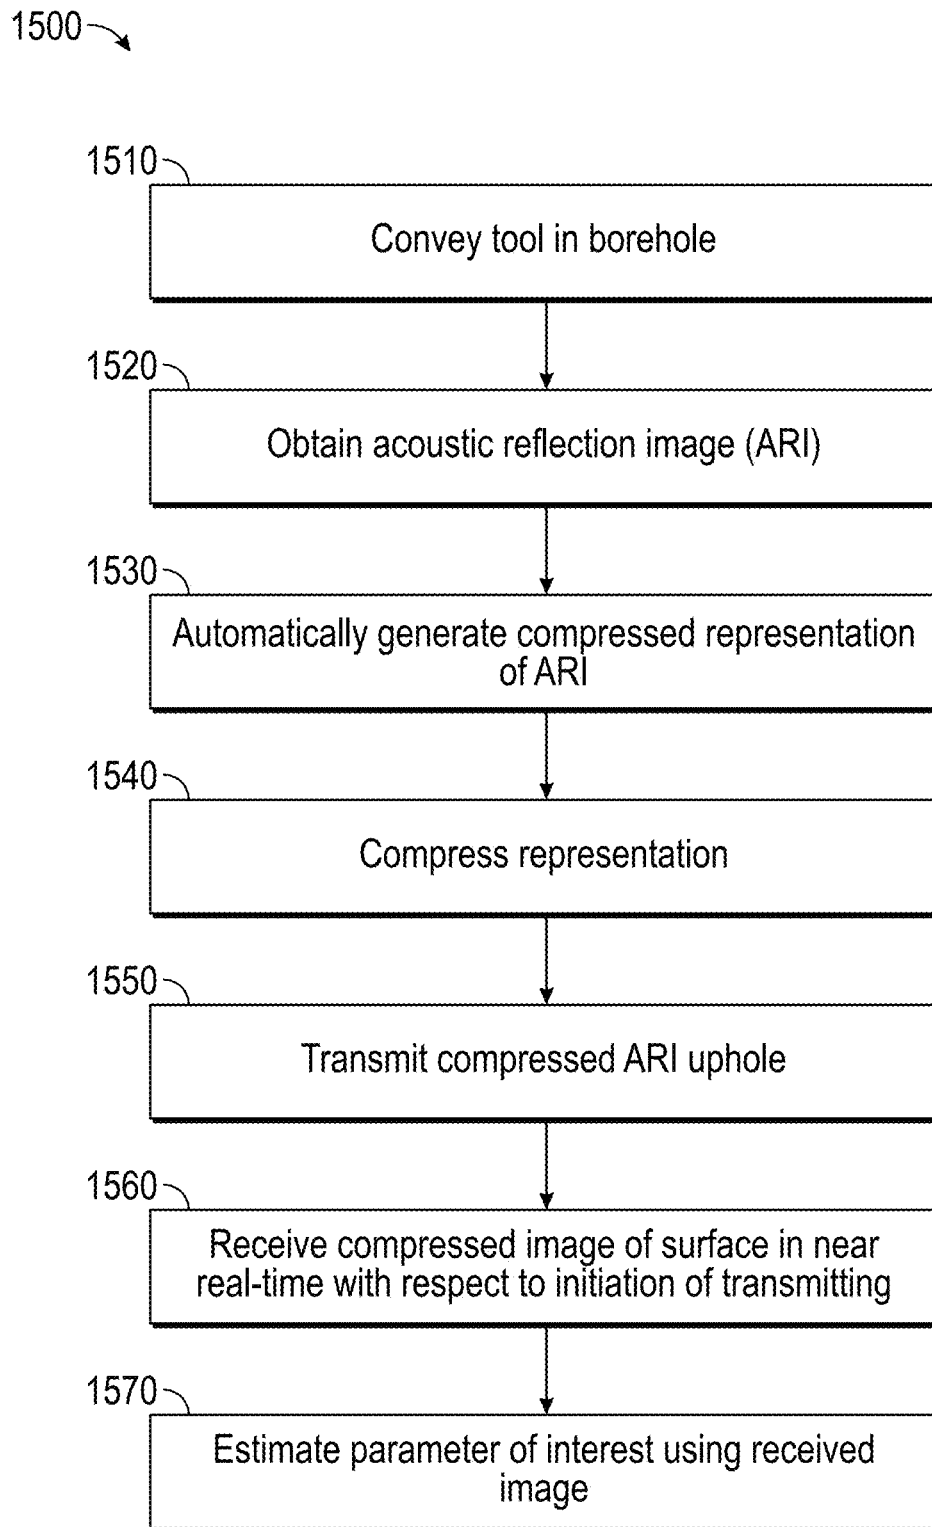 1500
1510
Convey tool in borehole
1520
Obtain acoustic reflection image (ARI)
1530
Automatically generate compressed representation
of ARI
1540
Compress representation
1550
Transmit compressed ARI uphole
1560
Receive compressed image of surface in near
real-time with respect to initiation of transmitting
1570
Estimate parameter of interest using received
image